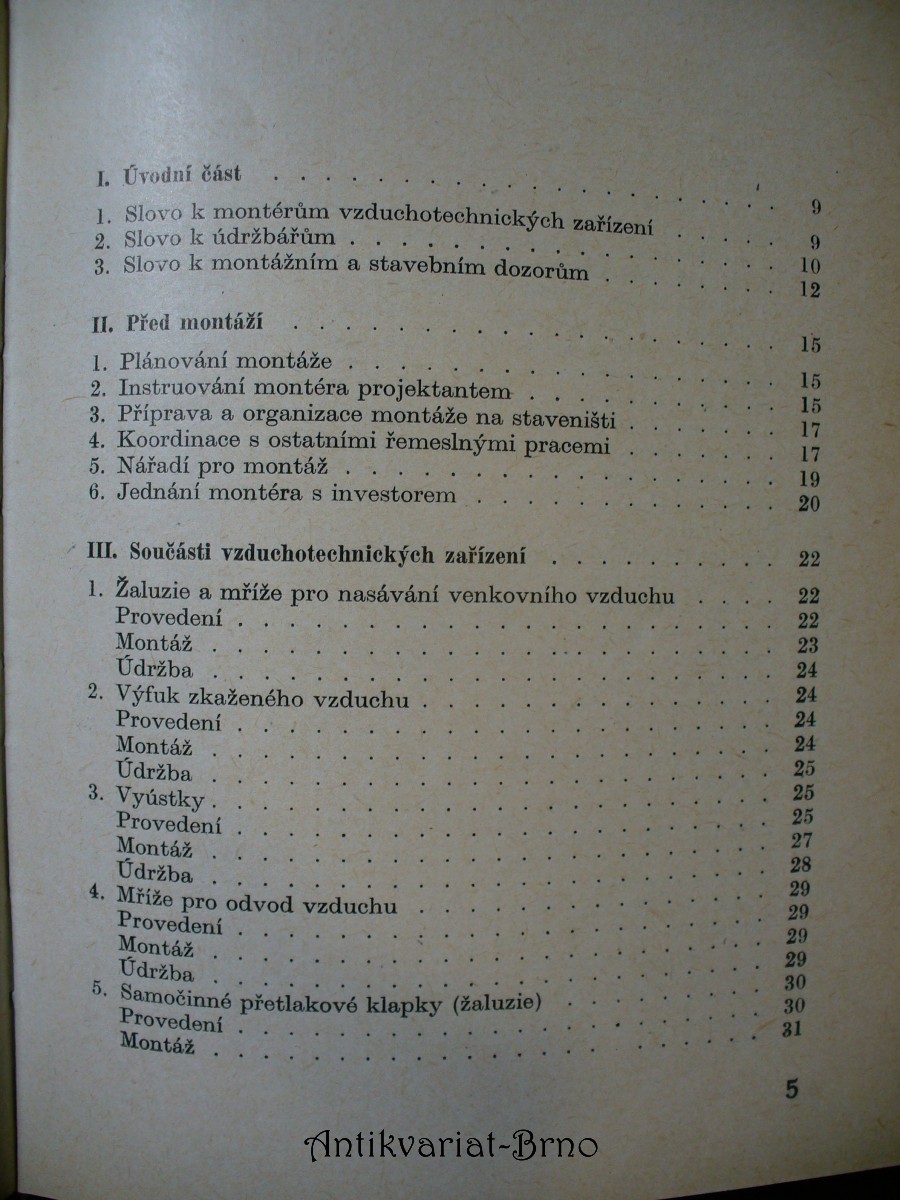 I. Úvodní část . . . . . . . . . . . . . . . . . . . . . . 9
1. Slovo k montérům vzduchotechnických zařízení . . . . . 9
2. Slovo k údržbářům . . . . . . . . . . . . . . . . . 10
3. Slovo k montážním a stavebním dozorům . . . . . . . 12
II. Před montáží . . . . . . . . . . . . . . . . . . . 15
1. Plánování montáže . . . . . . . . . . . . . . . . . 15
2. Instruování montéra projektantem . . . . . . . . . . 15
3. Příprava a organizace montáže na staveništi . . . . . . 17
4. Koordinace s ostatními řemeslnými pracemi . . . . . . 17
5. Nářadí pro montáž . . . . . . . . . . . . . . . . . 19
6. Jednání montéra s investorem . . . . . . . . . . . . 20
III. Součásti vzduchotechnických zařízení . . . . . . . . . 22
1. Žaluzie a mříže pro nasávání venkovního vzduchu . . . . 22
Provedení . . . . . . . . . . . . . . . . . . . . . 22
Montáž . . . . . . . . . . . . . . . . . . . . . . 23
Údržba . . . . . . . . . . . . . . . . . . . . . . 24
2. Výfuk zkaženého vzduchu . . . . . . . . . . . . . . 24
Provedení . . . . . . . . . . . . . . . . . . . . . 24
Montáž . . . . . . . . . . . . . . . . . . . . . . 24
Údržba . . . . . . . . . . . . . . . . . . . . . . 25
3. Vyústky . . . . . . . . . . . . . . . . . . . . . . 25
Provedení . . . . . . . . . . . . . . . . . . . . . 25
Montáž . . . . . . . . . . . . . . . . . . . . . . 27
Údržba . . . . . . . . . . . . . . . . . . . . . . 28
4. Mříže pro odvod vzduchu . . . . . . . . . . . . . . 29
Provedení . . . . . . . . . . . . . . . . . . . . . 29
Montáž . . . . . . . . . . . . . . . . . . . . . . 29
Údržba . . . . . . . . . . . . . . . . . . . . . . 29
5. Samočinné přetlakové klapky (žaluzie) . . . . . . . . 30
Provedení . . . . . . . . . . . . . . . . . . . . . 30
Montáž . . . . . . . . . . . . . . . . . . . . . . 31
5
Antikvariat-Brno